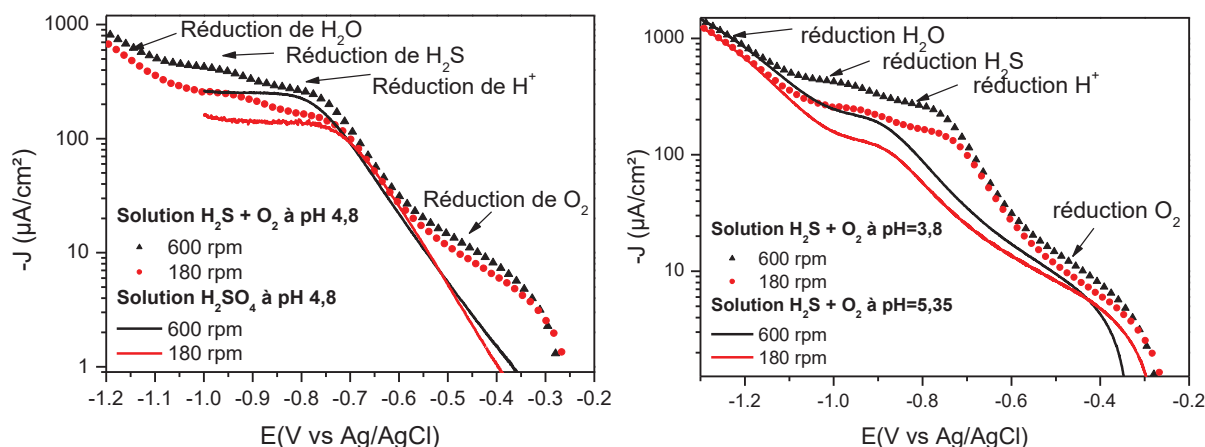 1000
Réduction de H₂O
Réduction de H₂S
Réduction de H⁺
100
Réduction de O₂
Solution H₂S + O₂ à pH 4,8
600 rpm
10
180 rpm
Solution H₂SO₄ à pH 4,8
600 rpm
180 rpm
1
-1.2 -1.1 -1.0 -0.9 -0.8 -0.7 -0.6 -0.5 -0.4 -0.3 -0.2
E(V vs Ag/AgCl)
-J (µA/cm²)
1000
réduction H₂O
réduction H₂S
réduction H⁺
100
réduction O₂
Solution H₂S + O₂ à pH=3,8
600 rpm
10
180 rpm
Solution H₂S + O₂ à pH=5,35
600 rpm
180 rpm
-1.2 -1.0 -0.8 -0.6 -0.4 -0.2
E(V vs Ag/AgCl)
-J (µA/cm²)